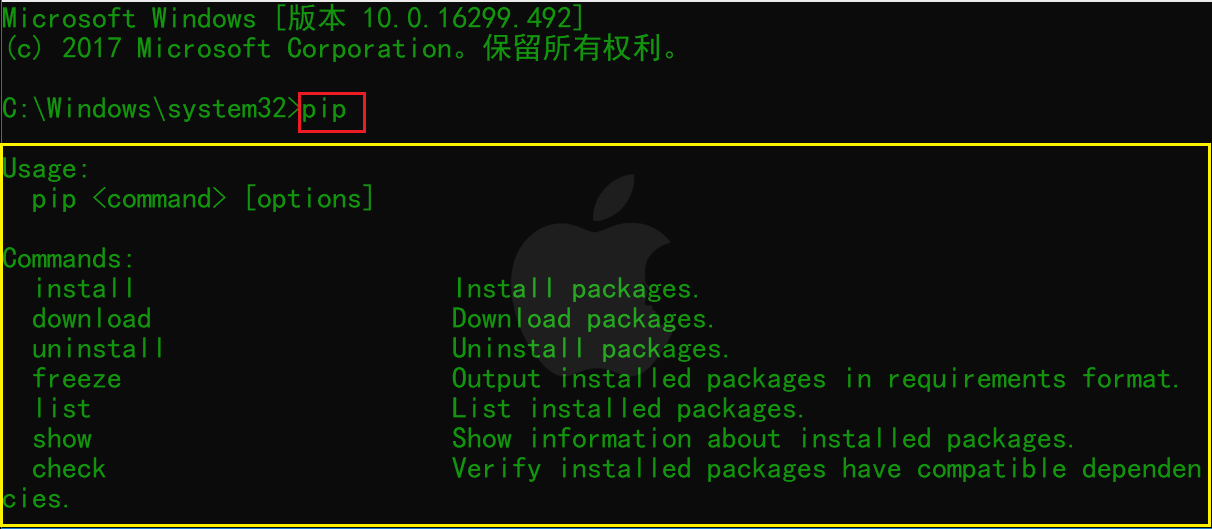 Microsoft Windows [版本 10.0.16299.492]
(c) 2017 Microsoft Corporation。保留所有权利。
C:\Windows\system32>pip
Usage:
pip <command> [options]
Commands:
install Install packages.
download Download packages.
uninstall Uninstall packages.
freeze Output installed packages in requirements format.
list List installed packages.
show Show information about installed packages.
check Verify installed packages have compatible dependen
cies.